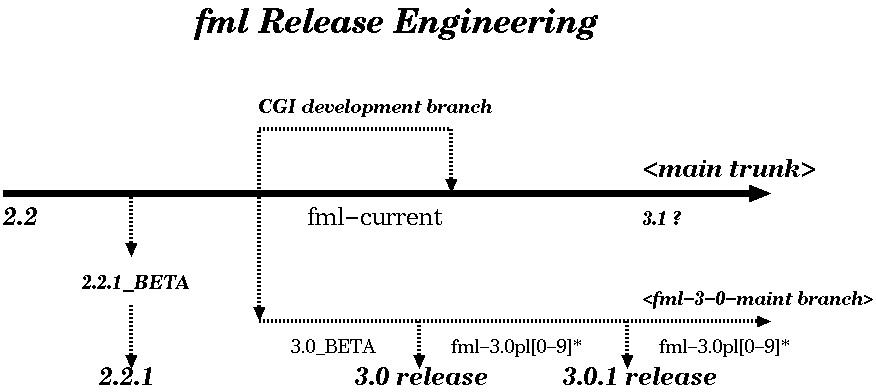 fml Release Engineering
CGI development branch
<main trunk>
2.2
fml-current
3.1 ?
2.2.1_BETA
<fml-3-0-maint branch>
3.0_BETA
fml-3.0pl[0-9]*
fml-3.0pl[0-9]*
2.2.1
3.0 release
3.0.1 release